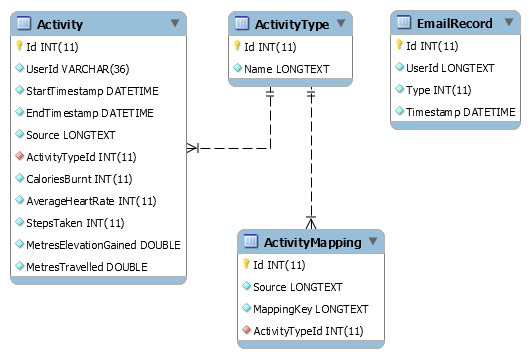 Activity
Id INT(11)
UserId VARCHAR(36)
StartTimestamp DATETIME
EndTimestamp DATETIME
Source LONGTEXT
ActivityTypeId INT(11)
CaloriesBurnt INT(11)
AverageHeartRate INT(11)
StepsTaken INT(11)
MetresElevationGained DOUBLE
MetresTravelled DOUBLE
ActivityType
Id INT(11)
Name LONGTEXT
EmailRecord
Id INT(11)
UserId LONGTEXT
Type INT(11)
Timestamp DATETIME
ActivityMapping
Id INT(11)
Source LONGTEXT
MappingKey LONGTEXT
ActivityTypeId INT(11)